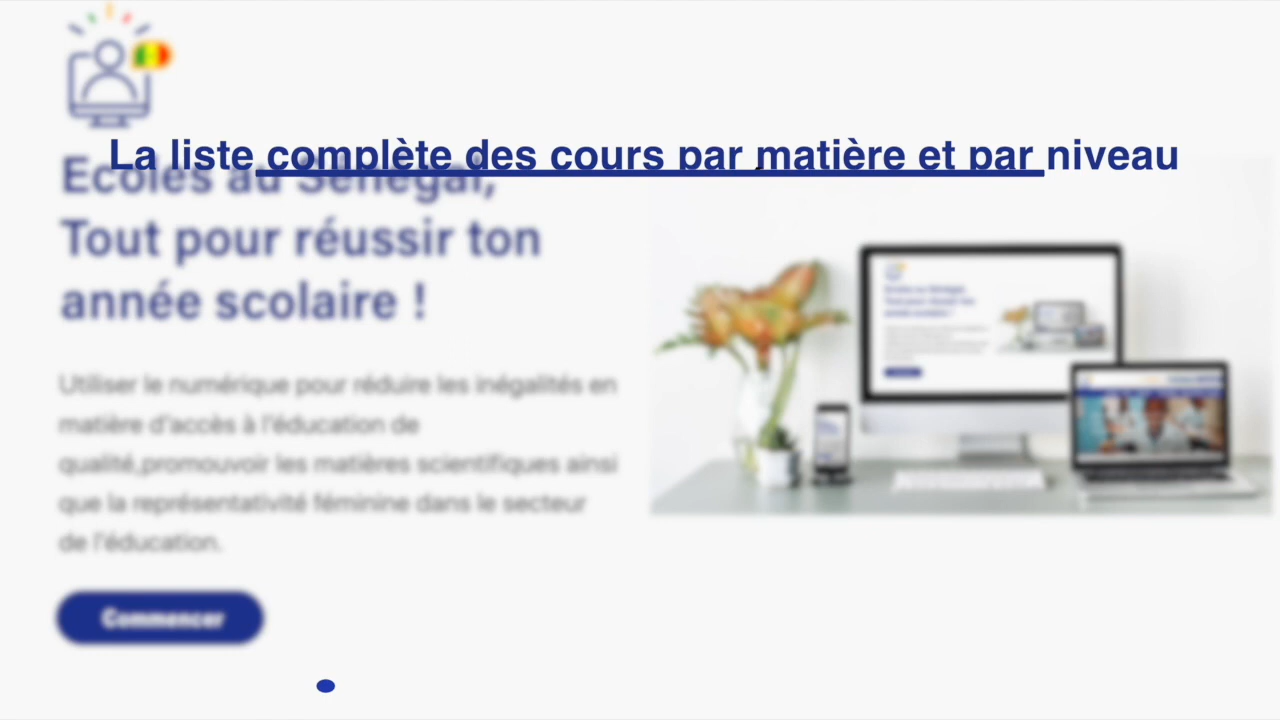 La liste complète des cours par matière et par niveau
Ecoles au Sénégal,
Tout pour réussir ton
année scolaire !
Utiliser le numérique pour réduire les inégalités en
matière d'accès à l'éducation de
qualité,promouvoir les matières scientifiques ainsi
que la représentativité féminine dans le secteur
de l'éducation.
Commencer